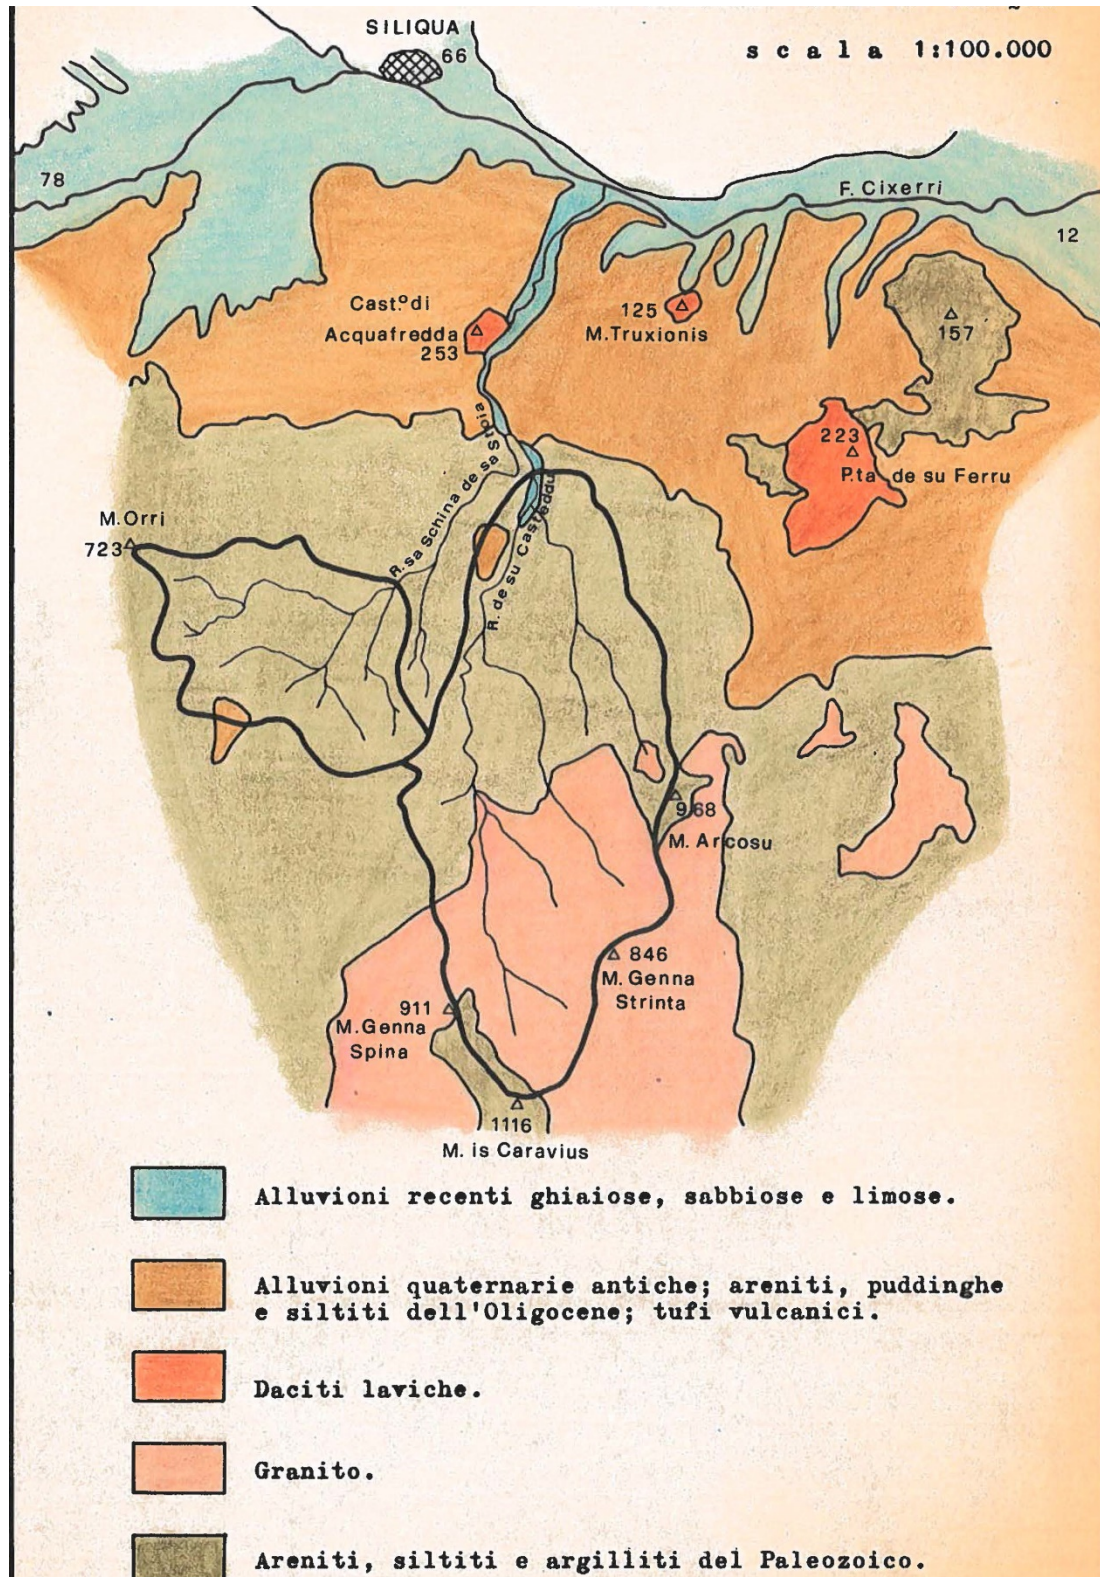 SILIQUA
66
scala 1:100.000
78
F. Cixerri
12
Cast.º di
Acquafredda
253
125
M. Truxionis
157
223
P.ta de su Ferru
R. sa Schina de sa Stoia
R. de su Casteddu
M. Orri
723
968
M. Arcosu
846
M. Genna
Strinta
911
M. Genna
Spina
1116
M. is Caravius
Alluvioni recenti ghiaiose, sabbiose e limose.
Alluvioni quaternarie antiche; areniti, puddinghe
e siltiti dell'Oligocene; tufi vulcanici.
Daciti laviche.
Granito.
Areniti, siltiti e argilliti del Paleozoico.